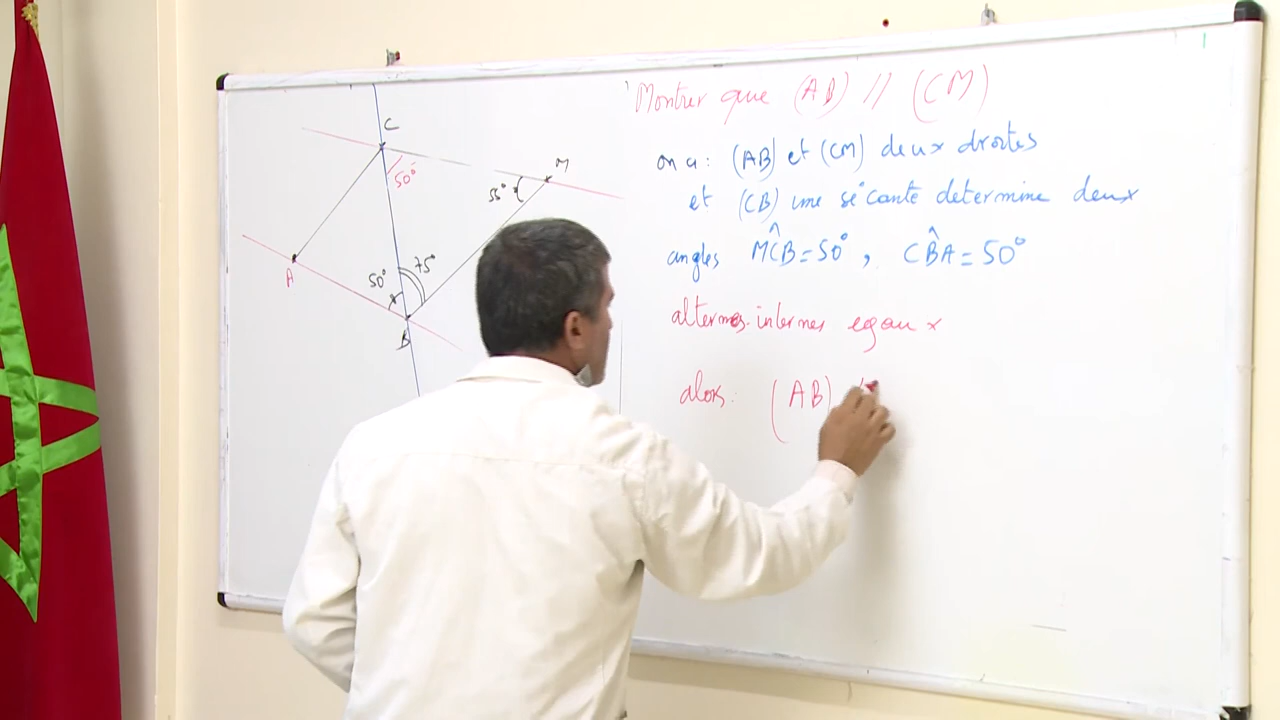 Montrer que (AB) // (CM)
on a : (AB) et (CM) deux droites
et (CB) une sécante determine deux
angles MĈB = 50° , CB̂A = 50°
alternes-internes egaux
alors : (AB) /
C
50°
M
55°
A
50°
75°
B